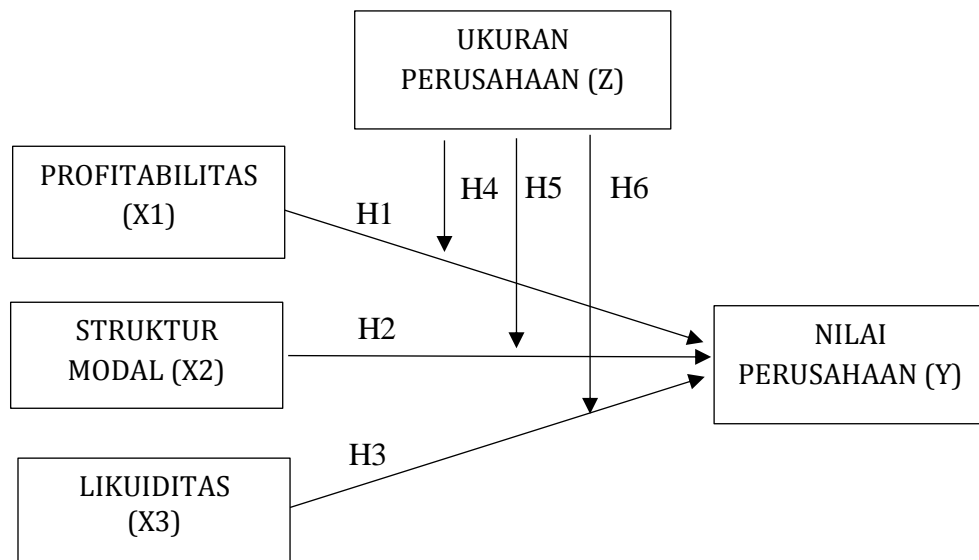 UKURAN
PERUSAHAAN (Z)
PROFITABILITAS
(X1)
H1
H4
H5
H6
STRUKTUR
MODAL (X2)
H2
NILAI
PERUSAHAAN (Y)
LIKUIDITAS
(X3)
H3